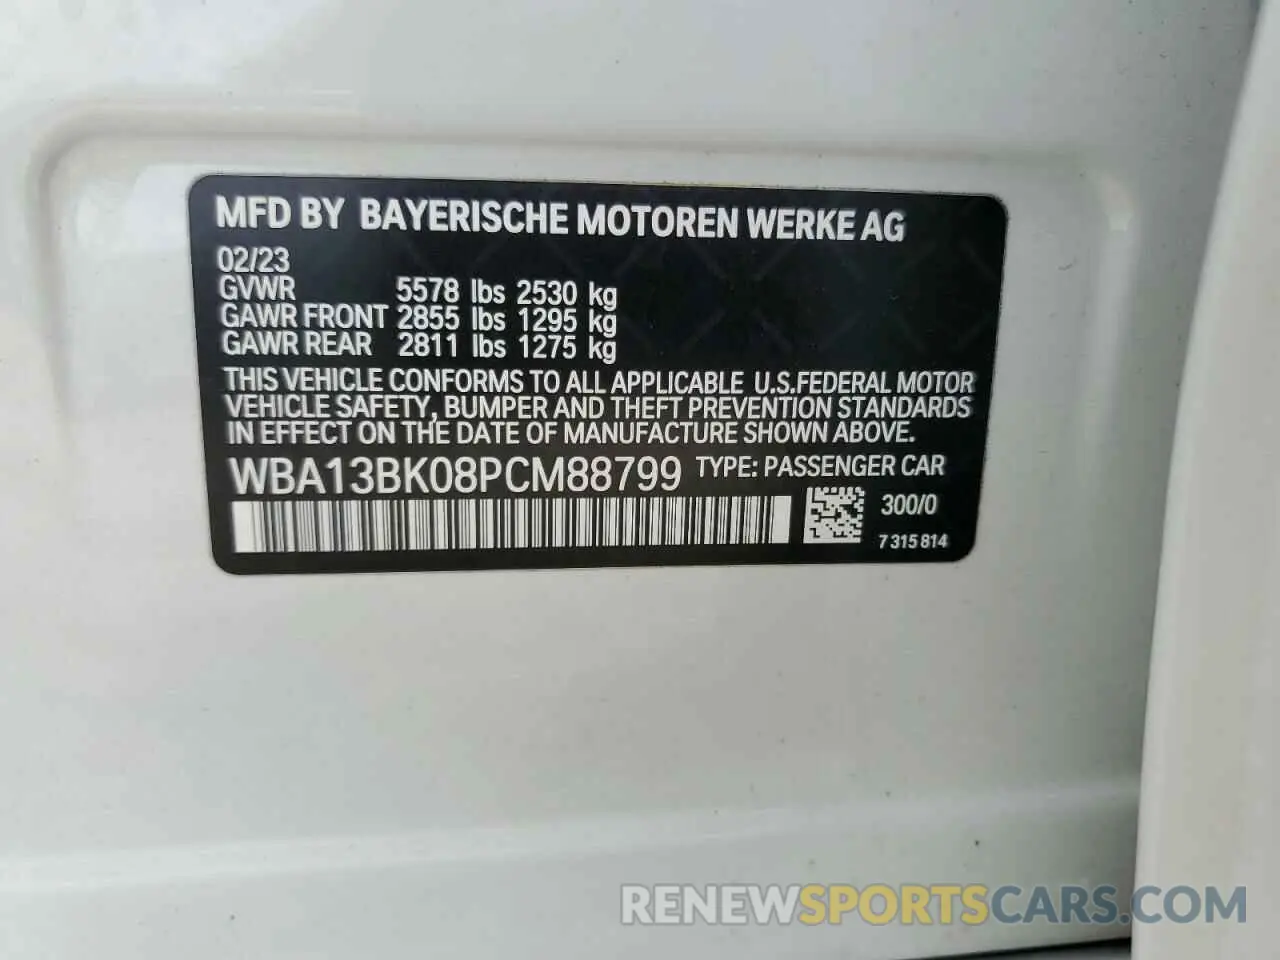 MFD BY BAYERISCHE MOTOREN WERKE AG
02/23
GVWR 5578 lbs 2530 kg
GAWR FRONT 2855 lbs 1295 kg
GAWR REAR 2811 lbs 1275 kg
THIS VEHICLE CONFORMS TO ALL APPLICABLE U.S.FEDERAL MOTOR
VEHICLE SAFETY, BUMPER AND THEFT PREVENTION STANDARDS
IN EFFECT ON THE DATE OF MANUFACTURE SHOWN ABOVE.
WBA13BK08PCM88799 TYPE: PASSENGER CAR
300/0
7 315 814
RENEWSPORTSCARS.COM